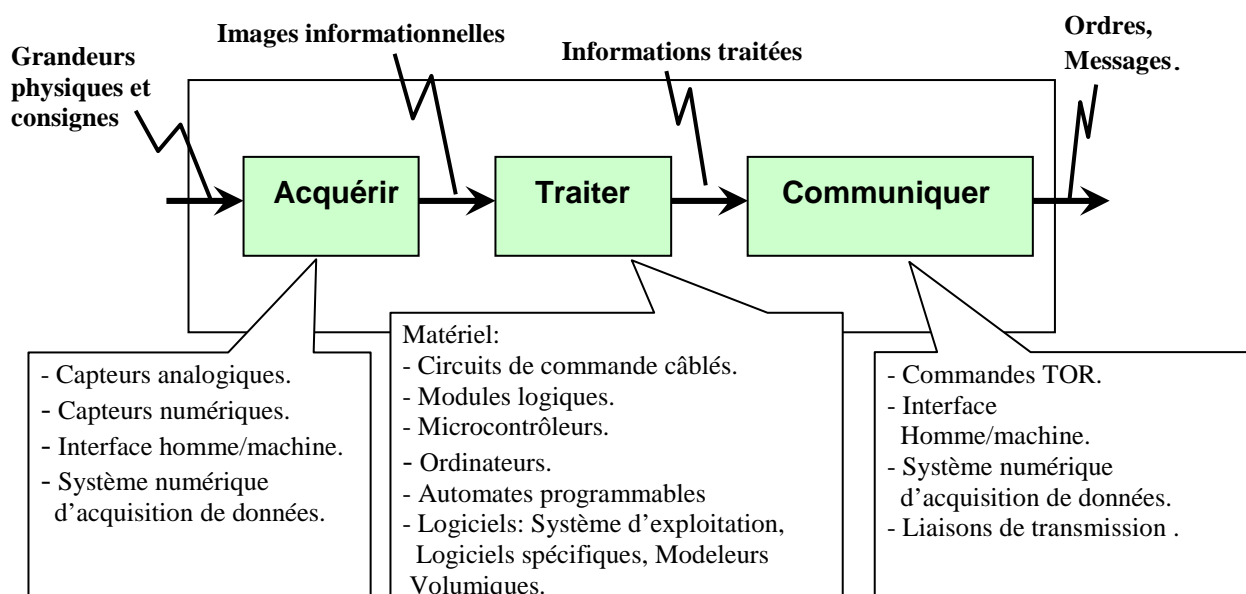 Grandeurs
physiques et
consignes
Images informationnelles
Informations traitées
Ordres,
Messages.
Acquérir
Traiter
Communiquer
- Capteurs analogiques.
- Capteurs numériques.
- Interface homme/machine.
- Système numérique
d’acquisition de données.
Matériel:
- Circuits de commande câblés.
- Modules logiques.
- Microcontrôleurs.
- Ordinateurs.
- Automates programmables
- Logiciels: Système d’exploitation,
Logiciels spécifiques, Modeleurs
Volumiques.
- Commandes TOR.
- Interface
Homme/machine.
- Système numérique
d’acquisition de données.
- Liaisons de transmission .